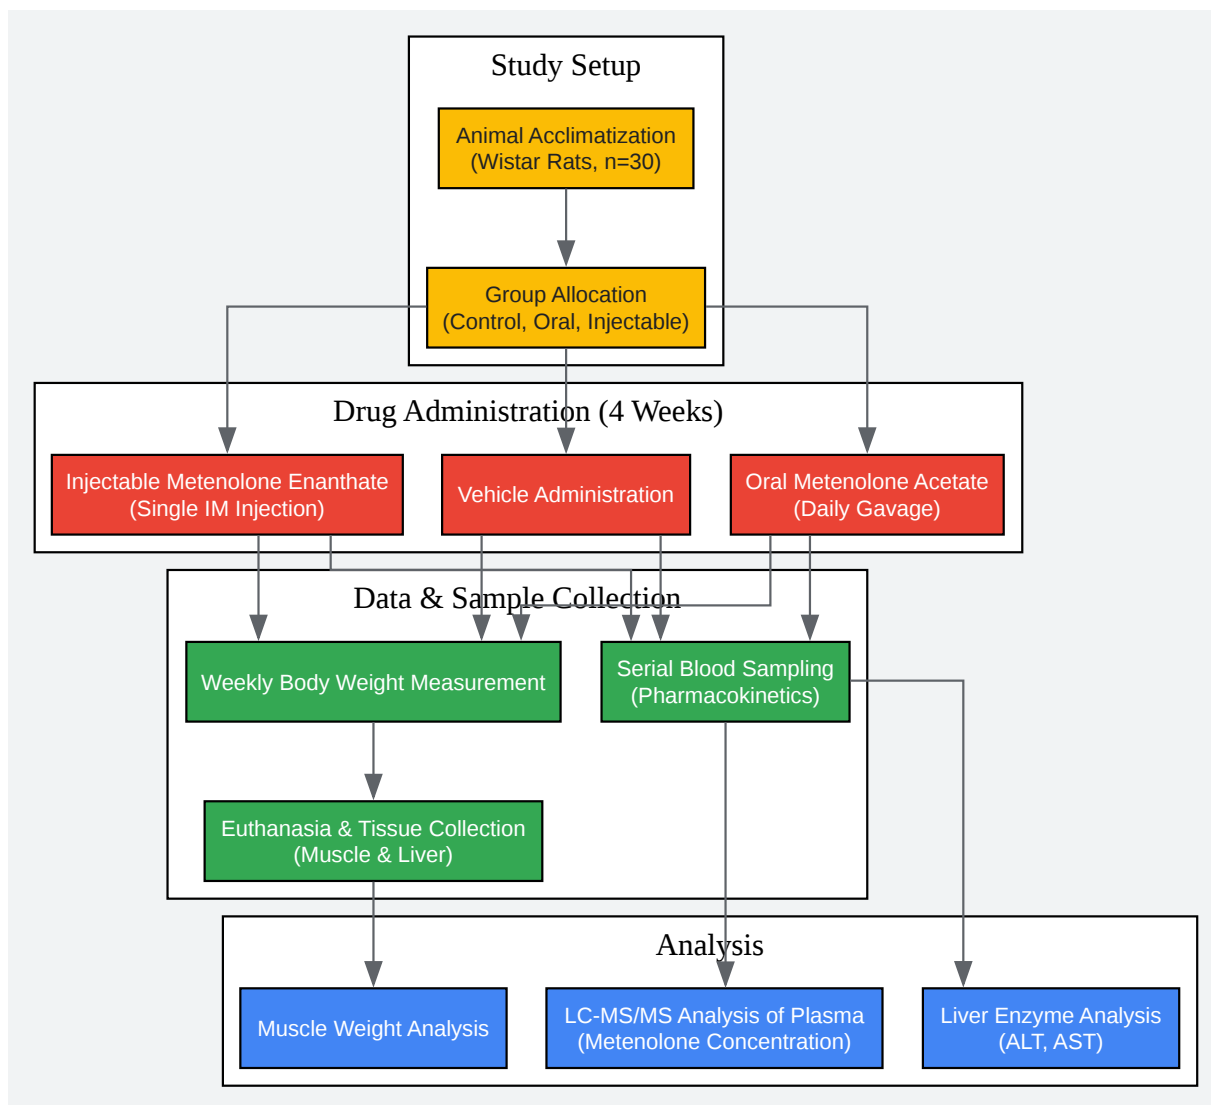 Study Setup
Animal Acclimatization
(Wistar Rats, n=30)
Group Allocation
(Control, Oral, Injectable)
Drug Administration (4 Weeks)
Injectable Metenolone Enanthate
(Single IM Injection)
Vehicle Administration
Oral Metenolone Acetate
(Daily Gavage)
Data & Sample Collection
Weekly Body Weight Measurement
Serial Blood Sampling
(Pharmacokinetics)
Euthanasia & Tissue Collection
(Muscle & Liver)
Analysis
Muscle Weight Analysis
LC-MS/MS Analysis of Plasma
(Metenolone Concentration)
Liver Enzyme Analysis
(ALT, AST)